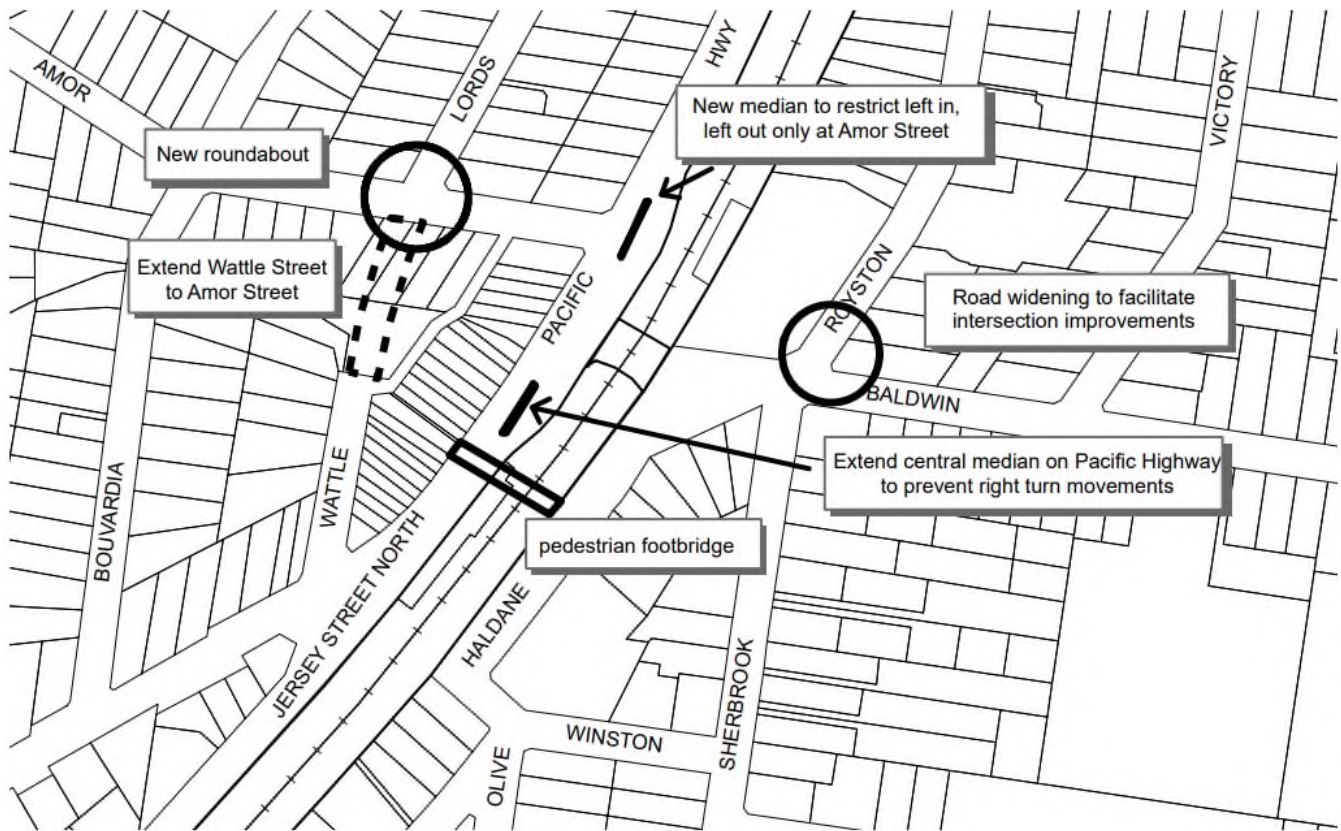 AMOR
LORDS
HWY
VICTORY
New median to restrict left in,
left out only at Amor Street
New roundabout
Extend Wattle Street
to Amor Street
PACIFIC
ROYSTON
Road widening to facilitate
intersection improvements
BALDWIN
Extend central median on Pacific Highway
to prevent right turn movements
BOUVARDIA
WATTLE
pedestrian footbridge
JERSEY STREET NORTH
HALDANE
SHERBROOK
WINSTON
OLIVE